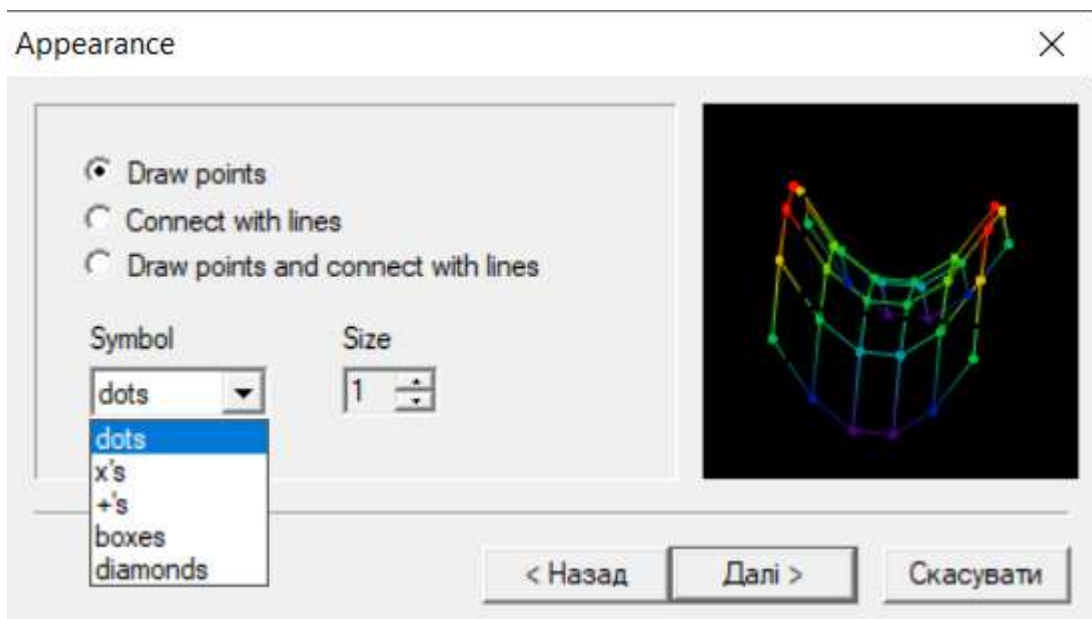 Appearance
Draw points
Connect with lines
Draw points and connect with lines
Symbol Size
dots 1
dots
x's
+'s
boxes
diamonds
< Назад Далі > Скасувати